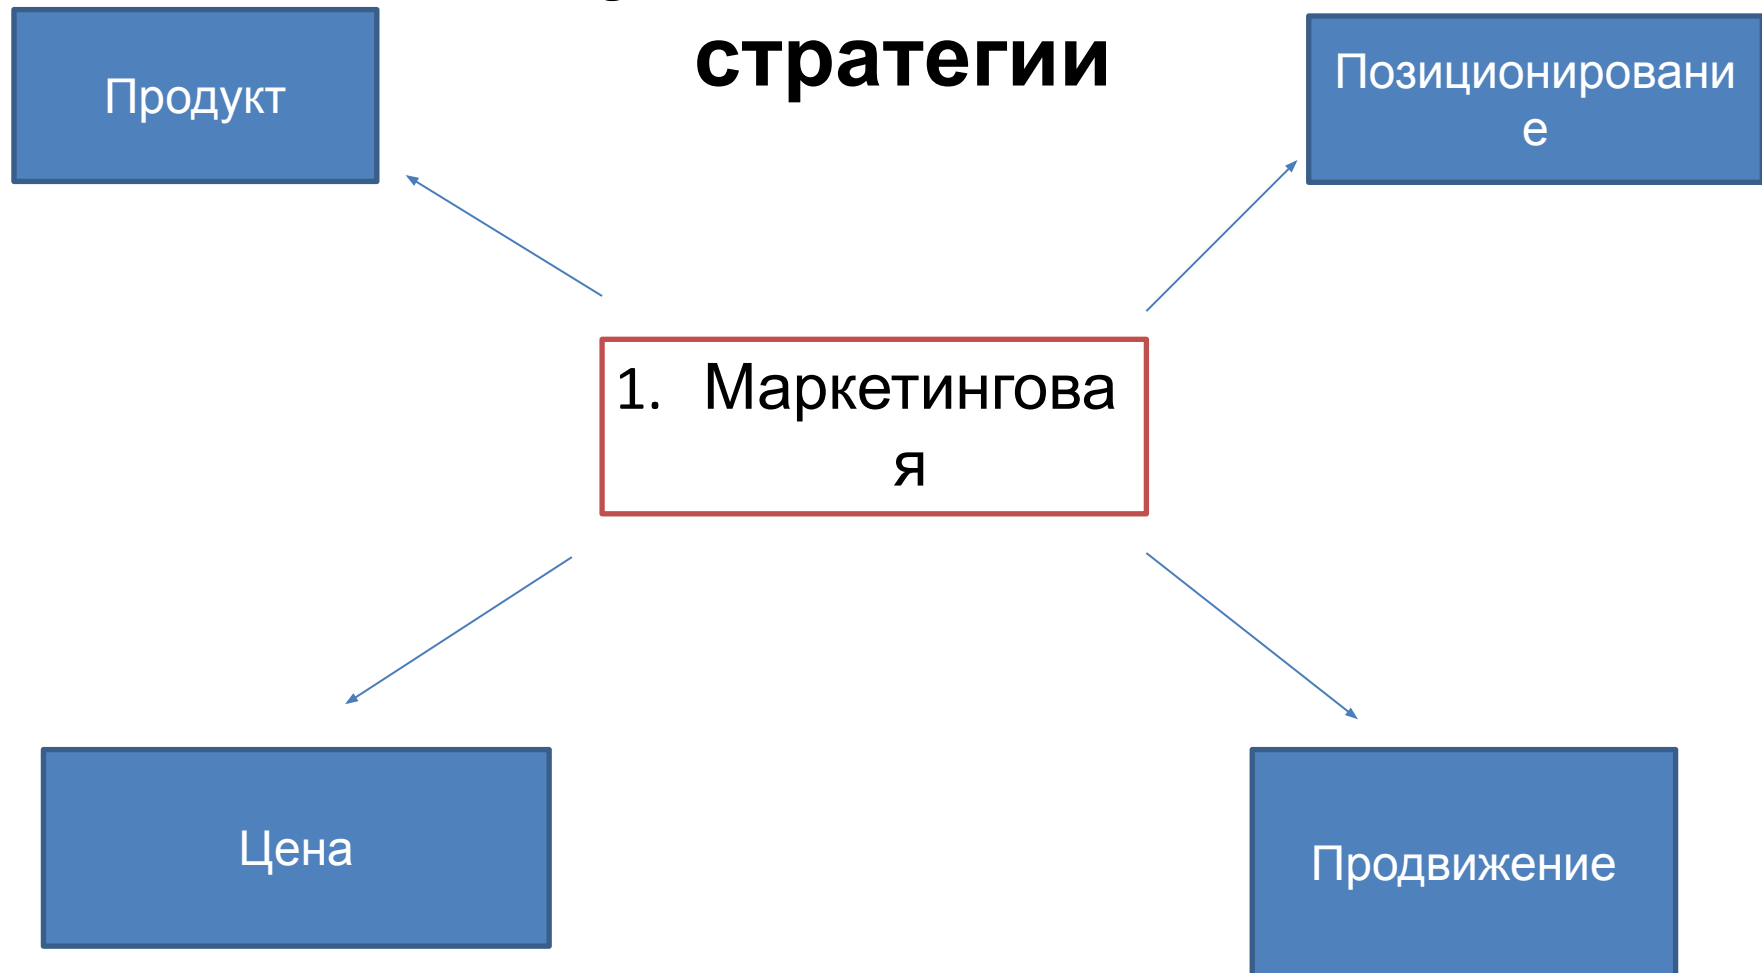 стратегии
Продукт
Позиционировани
е
1. Маркетингова
я
Цена
Продвижение